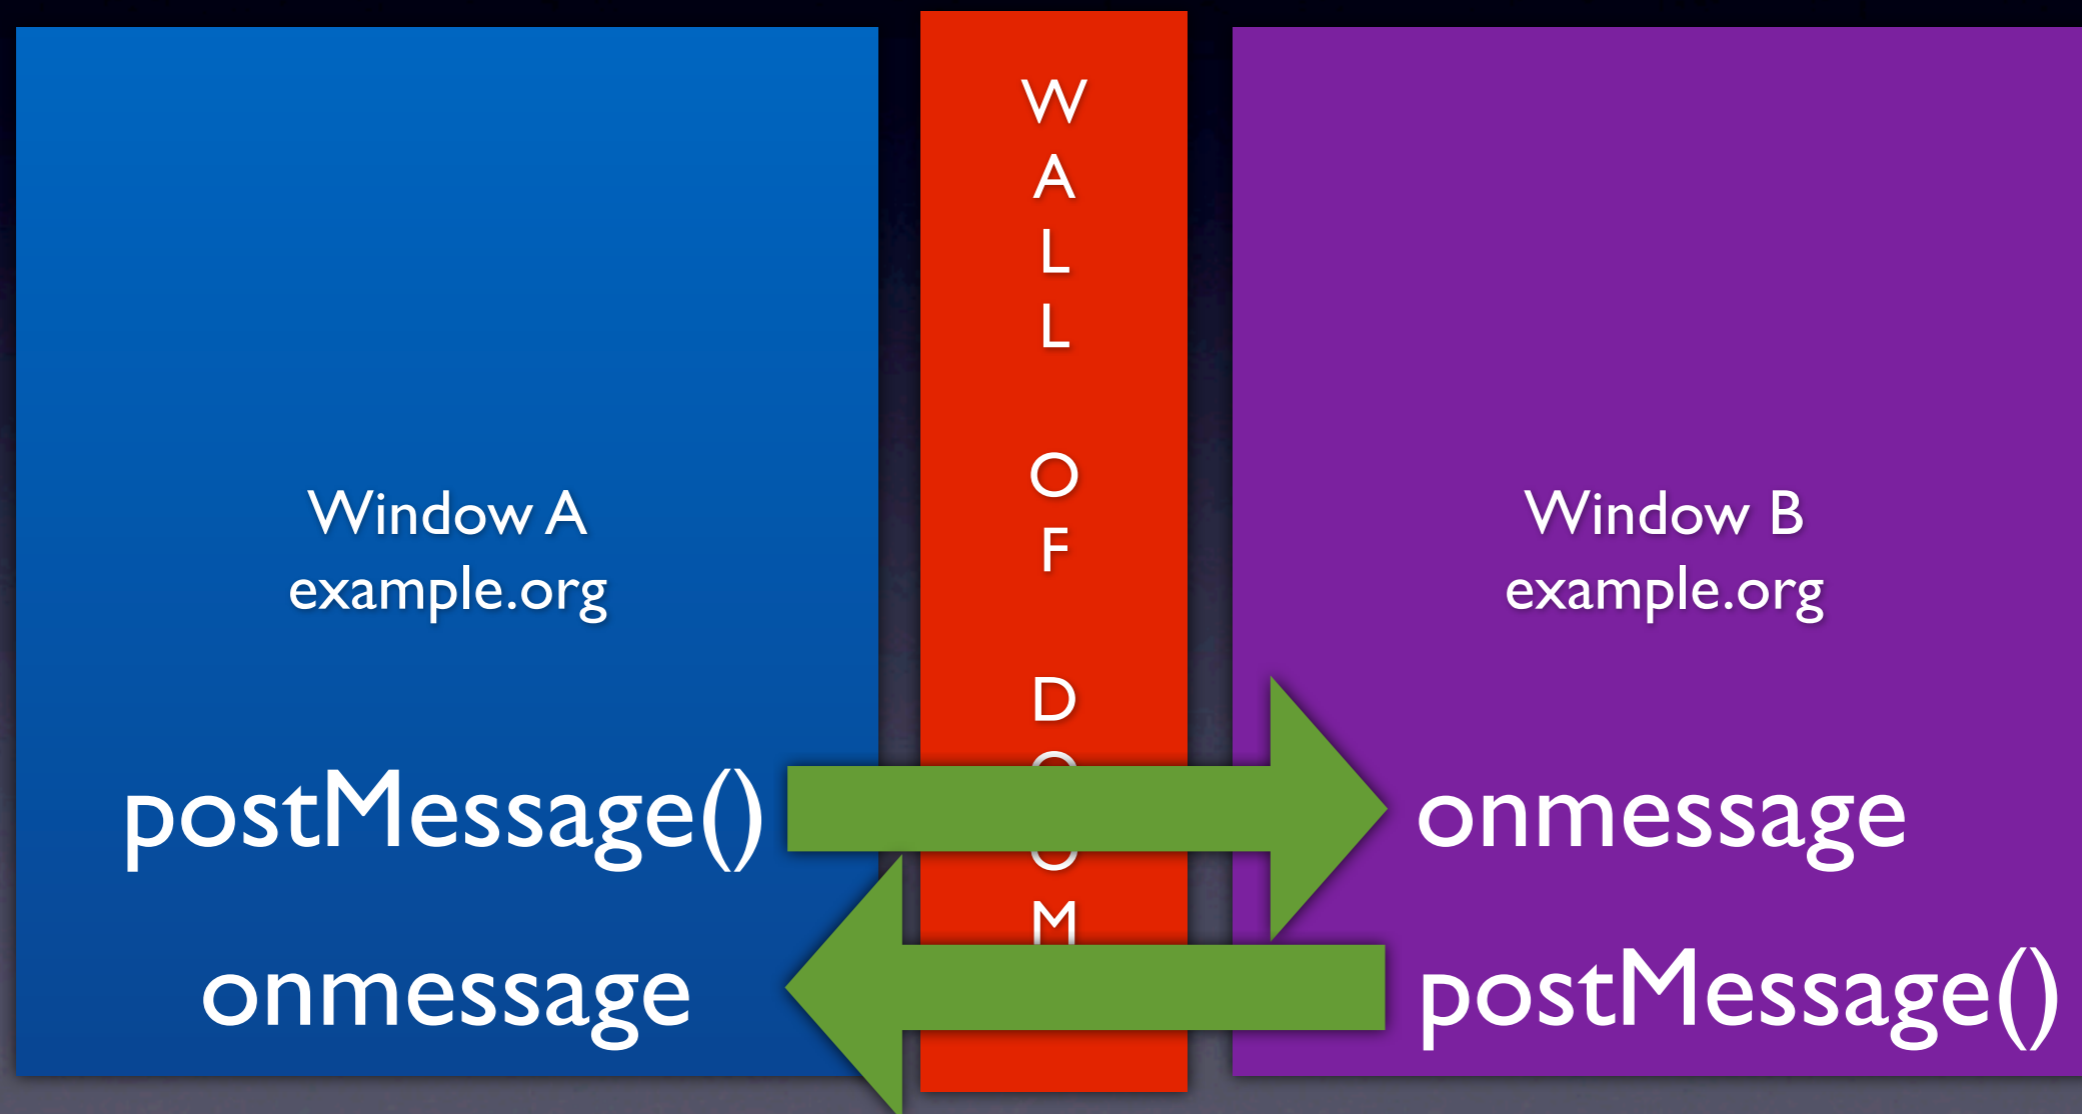 Window A
example.org
postMessage()
onmessage
W
A
L
L
O
F
D
O
O
M
Window B
example.org
onmessage
postMessage()